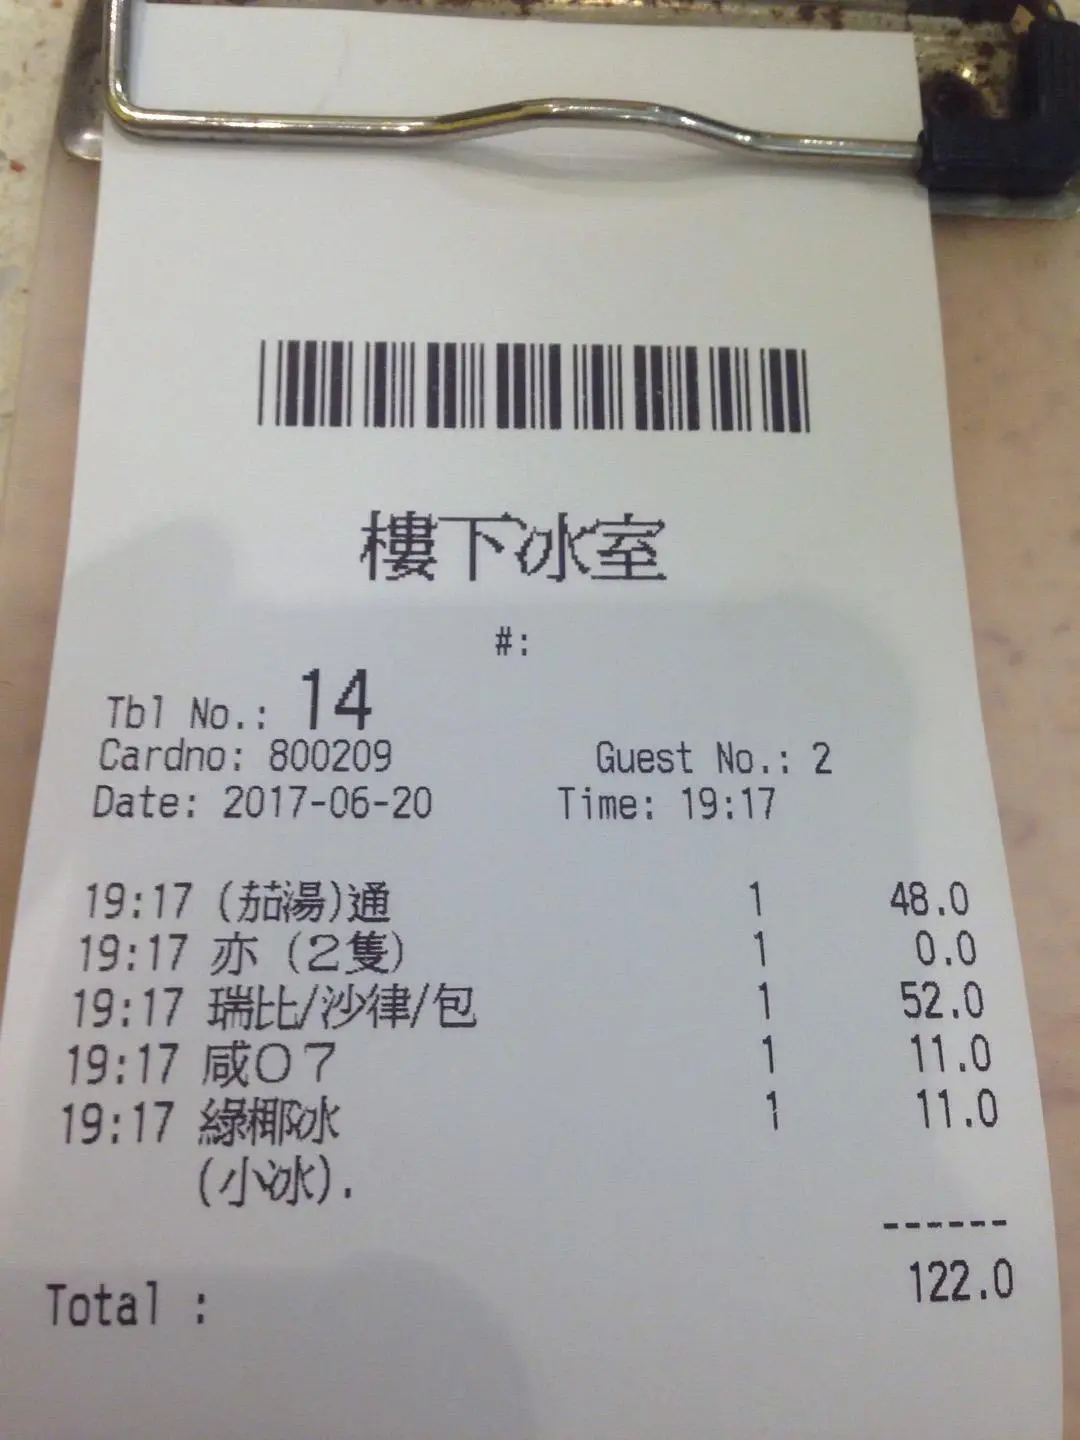 樓下冰室
#:
Tbl No.: 14
Cardno: 800209 Guest No.: 2
Date: 2017-06-20 Time: 19:17
19:17 (茄湯)通 1 48.0
19:17 亦 (2隻) 1 0.0
19:17 瑞比/沙律/包 1 52.0
19:17 咸07 1 11.0
19:17 綠椰冰 1 11.0
(小冰).
------
Total : 122.0